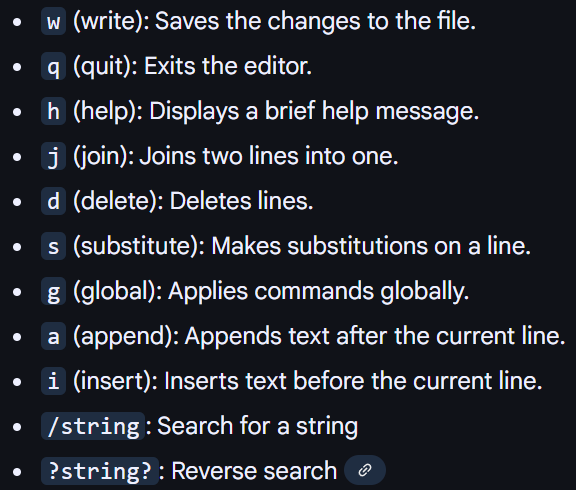 • w (write): Saves the changes to the file.
• q (quit): Exits the editor.
• h (help): Displays a brief help message.
• j (join): Joins two lines into one.
• d (delete): Deletes lines.
• s (substitute): Makes substitutions on a line.
• g (global): Applies commands globally.
• a (append): Appends text after the current line.
• i (insert): Inserts text before the current line.
• /string: Search for a string
• ?string?: Reverse search